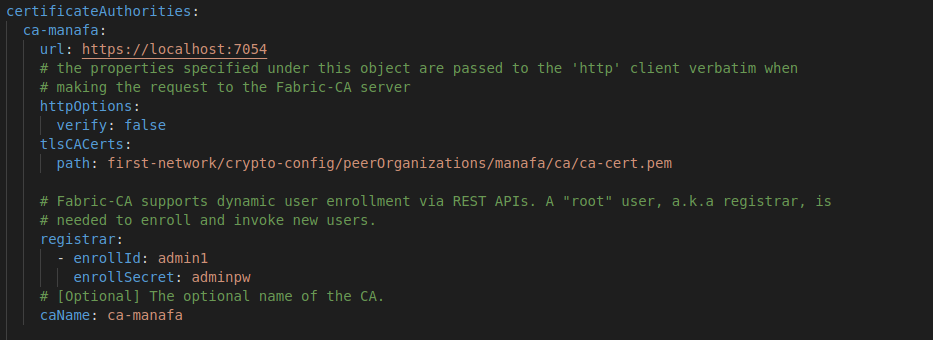 certificateAuthorities:
  ca-manafa:
    url: https://localhost:7054
    # the properties specified under this object are passed to the 'http' client verbatim when
    # making the request to the Fabric-CA server
    httpOptions:
      verify: false
    tlsCACerts:
      path: first-network/crypto-config/peerOrganizations/manafa/ca/ca-cert.pem

    # Fabric-CA supports dynamic user enrollment via REST APIs. A "root" user, a.k.a registrar, is
    # needed to enroll and invoke new users.
    registrar:
      - enrollId: admin1
        enrollSecret: adminpw
    # [Optional] The optional name of the CA.
    caName: ca-manafa